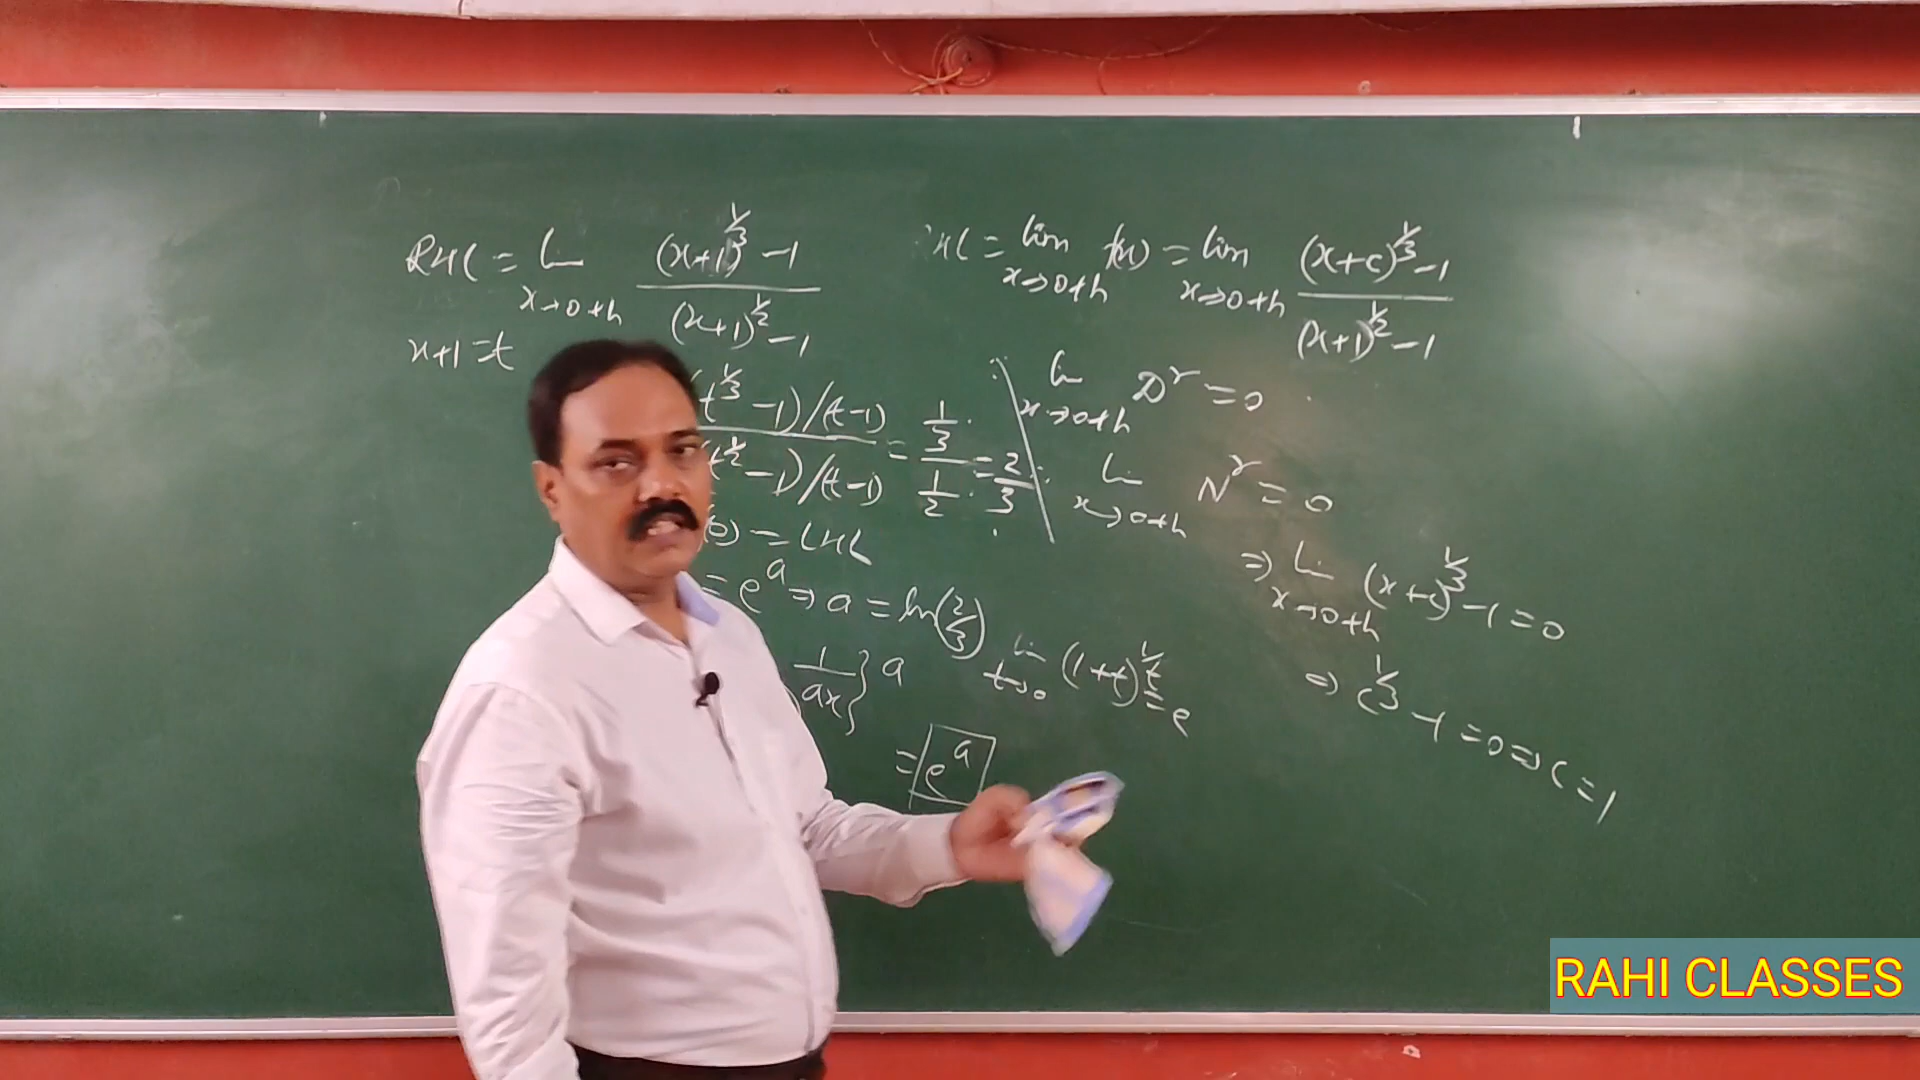 RHL = lim x→0+h ((x+1)^1/3 - 1) / ((x+1)^1/2 - 1)
x+1 = t
(t^1/3 - 1)/(t-1) / (t^1/2 - 1)/(t-1) = (1/3)/(1/2) = 2/3
(0) = LHL
= e^a ⇒ a = ln(2/3)
1/ax } a
= e^a
lim t→0 (1+t)^1/t = e
HL = lim x→0+h f(x) = lim x→0+h ((x+c)^1/3 - 1) / ((x+1)^1/2 - 1)
lim x→0+h D^r = 0
lim x→0+h N^r = 0
⇒ lim x→0+h (x+c)^1/3 - 1 = 0
⇒ c^1/3 - 1 = 0 ⇒ c = 1
RAHI CLASSES